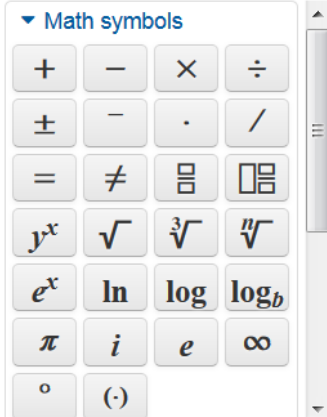 Math symbols
+ − × ÷
± − · /
= ≠
yˣ √ ∛ ⁿ√
eˣ ln log log_b
π i e ∞
° (·)